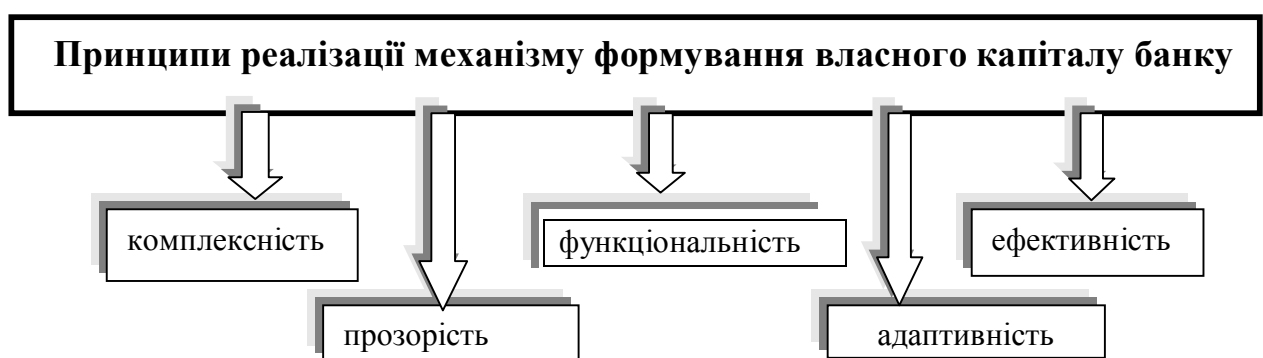 Принципи реалізації механізму формування власного капіталу банку
комплексність
функціональність
ефективність
прозорість
адаптивність